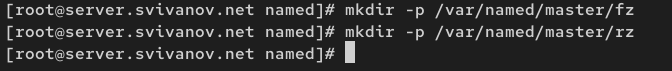 [root@server.svivanov.net named]# mkdir -p /var/named/master/fz
[root@server.svivanov.net named]# mkdir -p /var/named/master/rz
[root@server.svivanov.net named]#